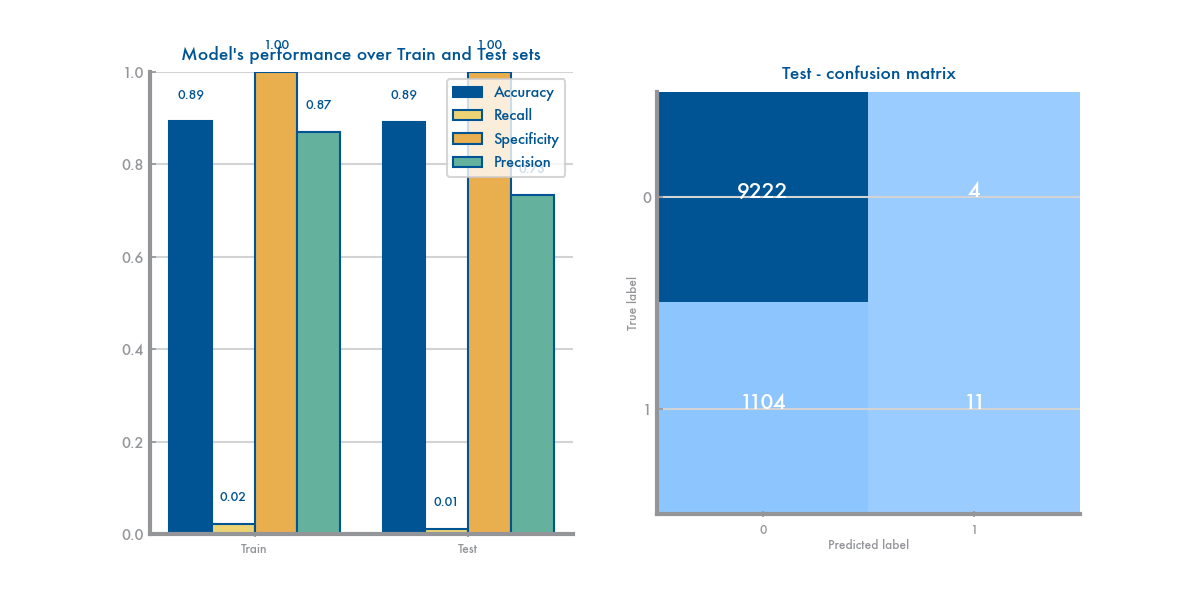 Model's performance over Train and Test sets
1.00
1.00
1.0
0.89
0.87
0.89
Accuracy
Recall
Specificity
Precision
0.73
0.8
0.6
0.4
0.2
0.02
0.01
0.0
Train
Test
Test - confusion matrix
True label
0
9222
4
1
1104
11
0
1
Predicted label